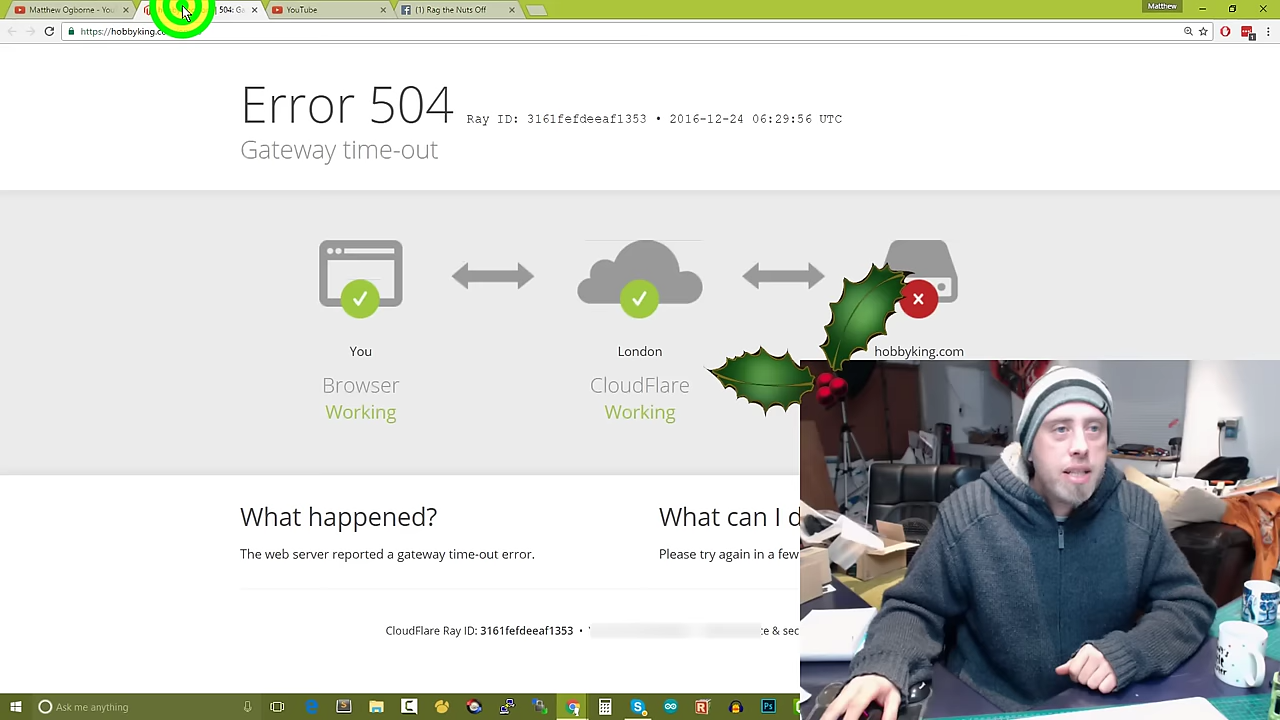 Matthew Ogborne - You
504: Ga
YouTube
(1) Rag the Nuts Off
Matthew
https://hobbyking.c
Error 504
Ray ID: 3161fefdeeaf1353 • 2016-12-24 06:29:56 UTC
Gateway time-out
You
London
hobbyking.com
Browser
CloudFlare
Working
Working
What happened?
What can I d
The web server reported a gateway time-out error.
Please try again in a few
CloudFlare Ray ID: 3161fefdeeaf1353 •
ce & sec
Ask me anything